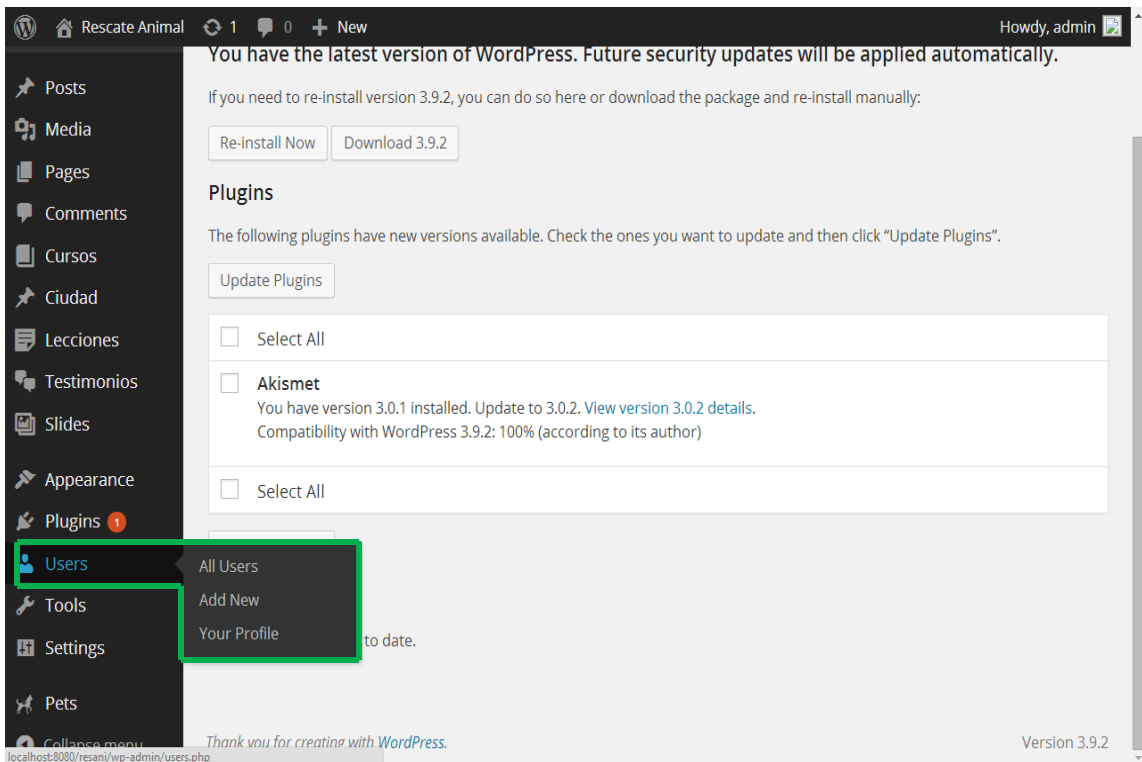 Rescate Animal 1 0 New Howdy, admin
Posts
Media
Pages
Comments
Cursos
Ciudad
Lecciones
Testimonios
Slides
Appearance
Plugins 1
Users
Tools
Settings
Pets
Collapse menu
All Users
Add New
Your Profile
You have the latest version of WordPress. Future security updates will be applied automatically.
If you need to re-install version 3.9.2, you can do so here or download the package and re-install manually:
Re-install Now Download 3.9.2
Plugins
The following plugins have new versions available. Check the ones you want to update and then click “Update Plugins”.
Update Plugins
Select All
Akismet
You have version 3.0.1 installed. Update to 3.0.2. View version 3.0.2 details.
Compatibility with WordPress 3.9.2: 100% (according to its author)
Select All
to date.
Thank you for creating with WordPress. Version 3.9.2
localhost:8080/resani/wp-admin/users.php